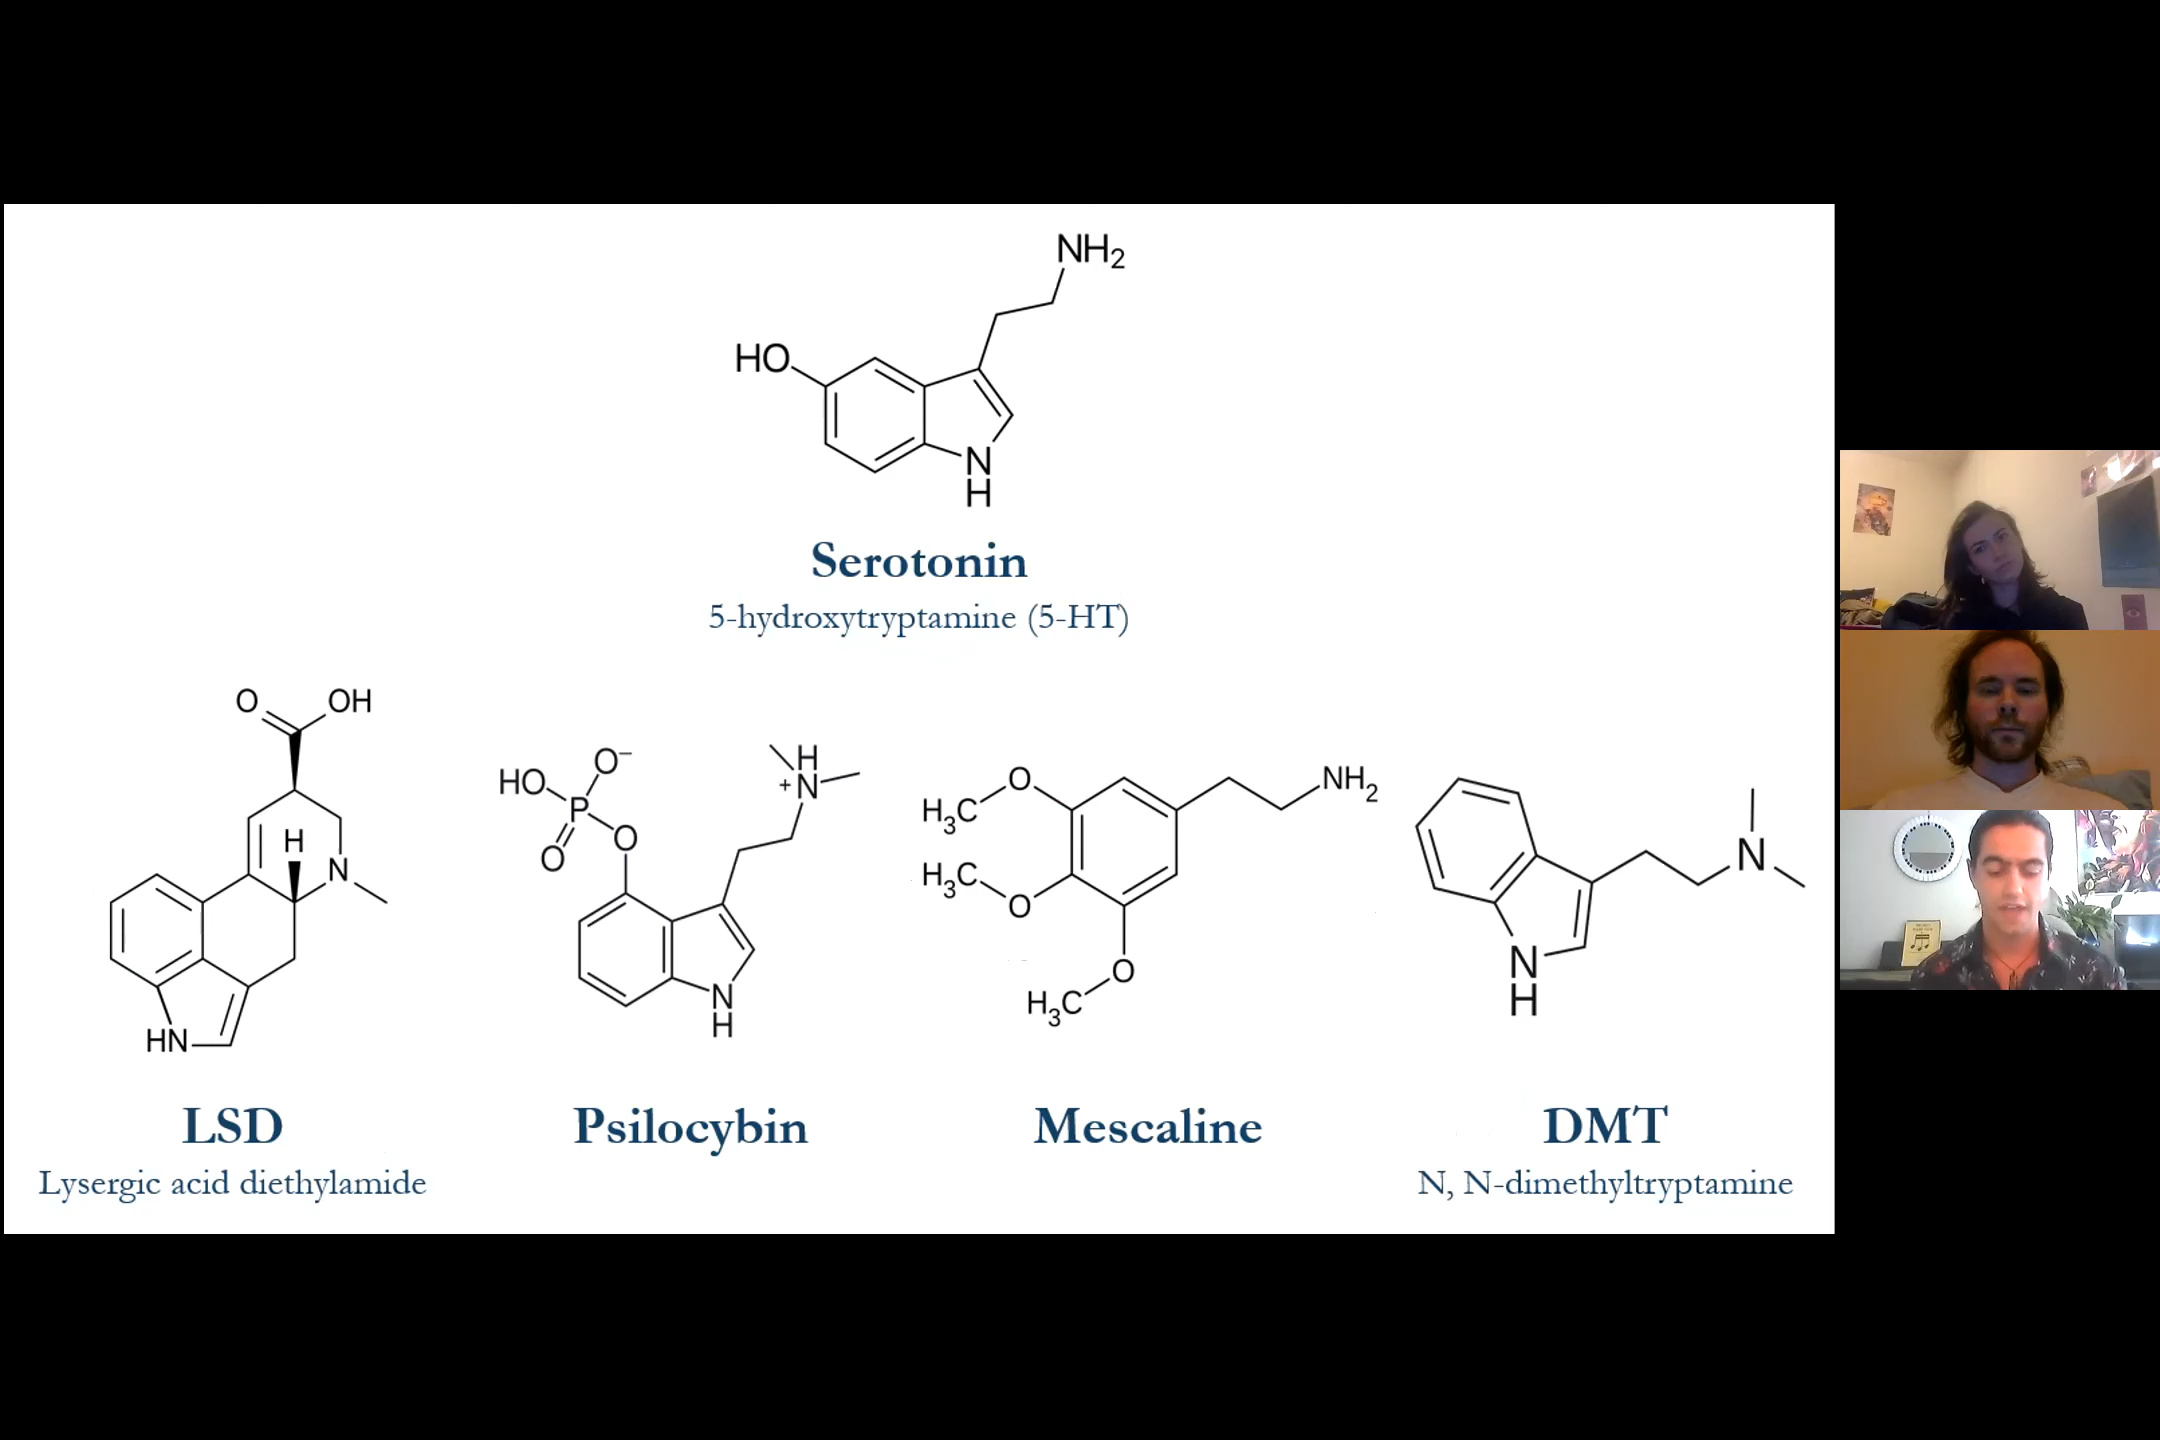 NH2
HO
N
H
Serotonin
5-hydroxytryptamine (5-HT)
O OH
H
N
HN
LSD
Lysergic acid diethylamide
HO O−
P
O O
H
+N
N
H
Psilocybin
H3C O
H3C O
H3C O
NH2
Mescaline
N
N
H
DMT
N, N-dimethyltryptamine